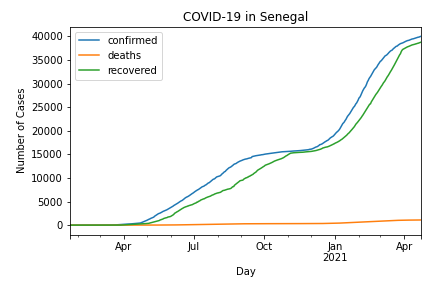 COVID-19 in Senegal
confirmed
deaths
recovered
Number of Cases
40000
35000
30000
25000
20000
15000
10000
5000
0
Apr Jul Oct Jan Apr
2021
Day